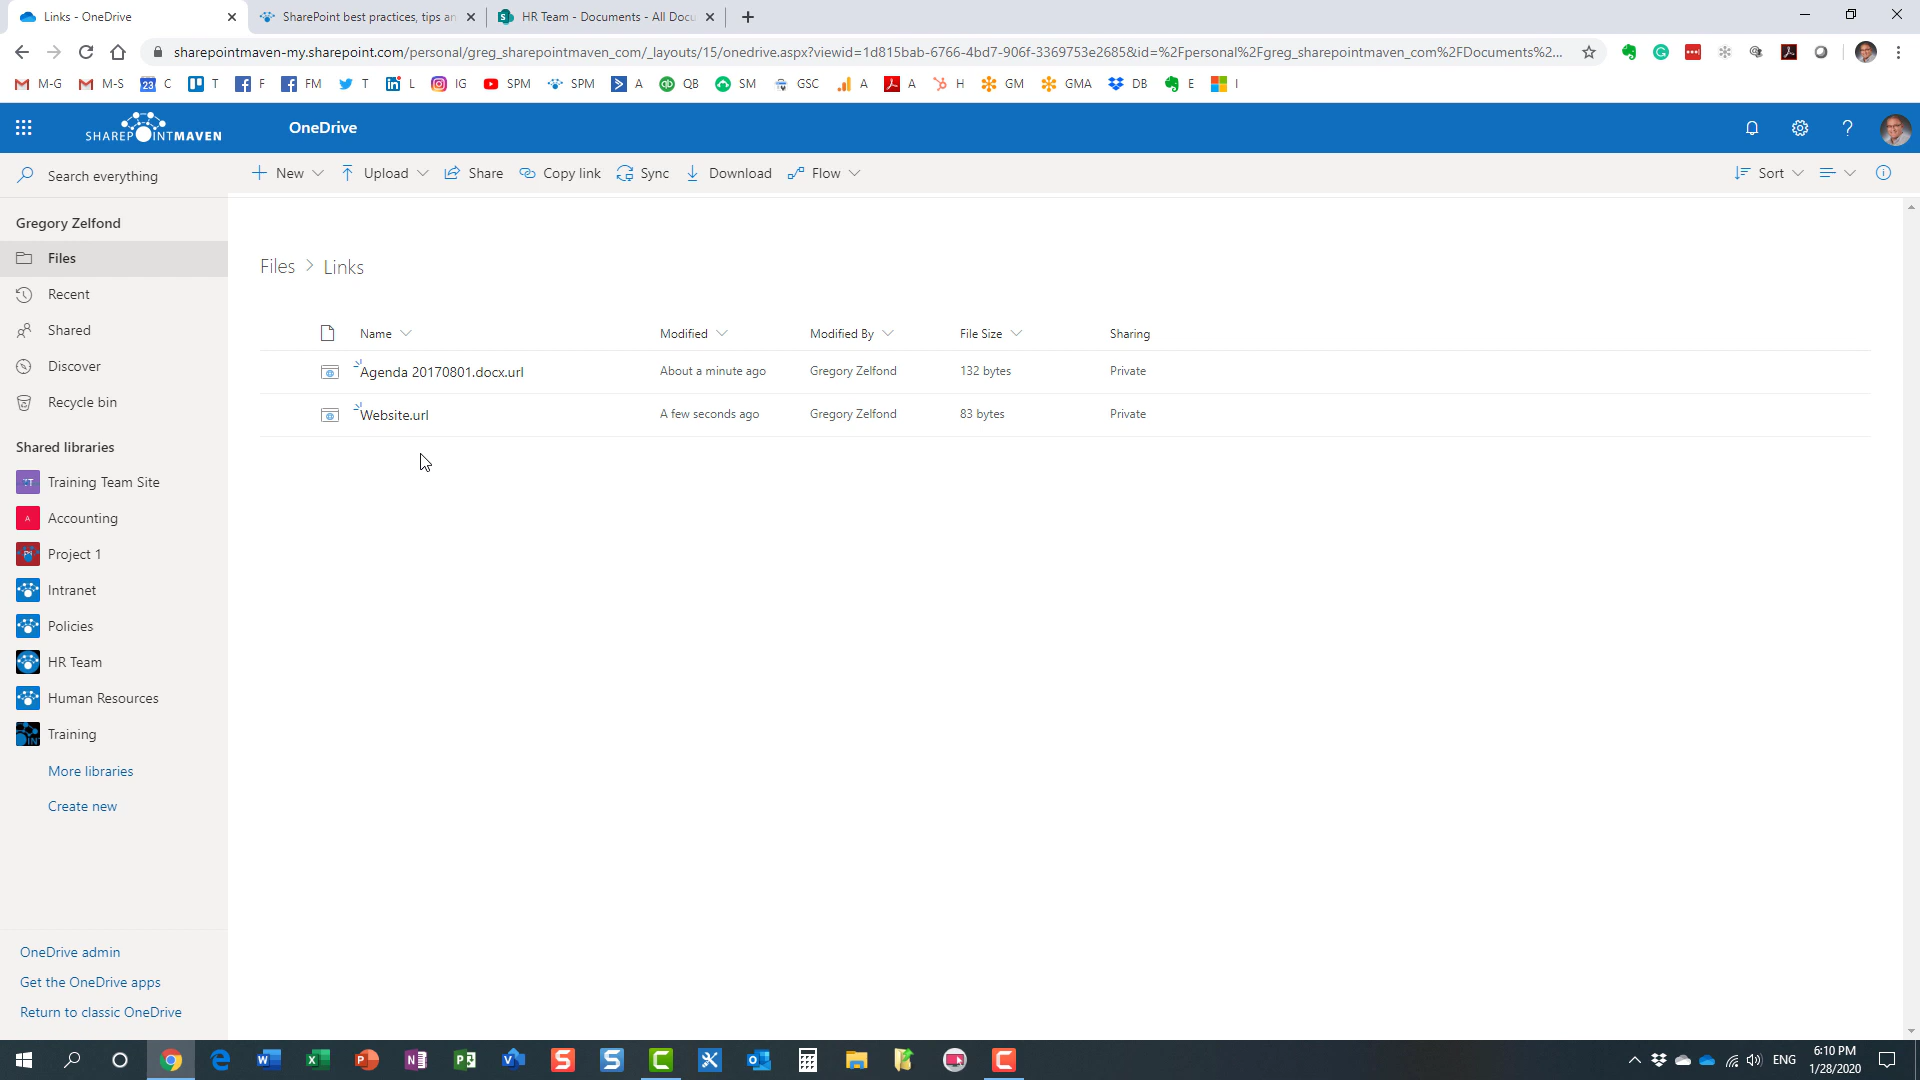 Links - OneDrive
SharePoint best practices, tips an
HR Team - Documents - All Docu
sharepointmaven-my.sharepoint.com/personal/greg_sharepointmaven_com/_layouts/15/onedrive.aspx?viewid=1d815bab-6766-4bd7-906f-3369753e2685&id=%2Fpersonal%2Fgreg_sharepointmaven_com%2FDocuments%2...
M-G M-S 23 C T F FM T L IG SPM SPM A QB SM GSC A A H GM GMA DB E I
SHAREPOINTMAVEN
OneDrive
Search everything
New Upload Share Copy link Sync Download Flow Sort
Gregory Zelfond
Files
Recent
Shared
Discover
Recycle bin
Shared libraries
TT Training Team Site
A Accounting
Project 1
Intranet
Policies
HR Team
Human Resources
Training
More libraries
Create new
OneDrive admin
Get the OneDrive apps
Return to classic OneDrive
Files > Links
Name Modified Modified By File Size Sharing
Agenda 20170801.docx.url About a minute ago Gregory Zelfond 132 bytes Private
Website.url A few seconds ago Gregory Zelfond 83 bytes Private
ENG
6:10 PM
1/28/2020